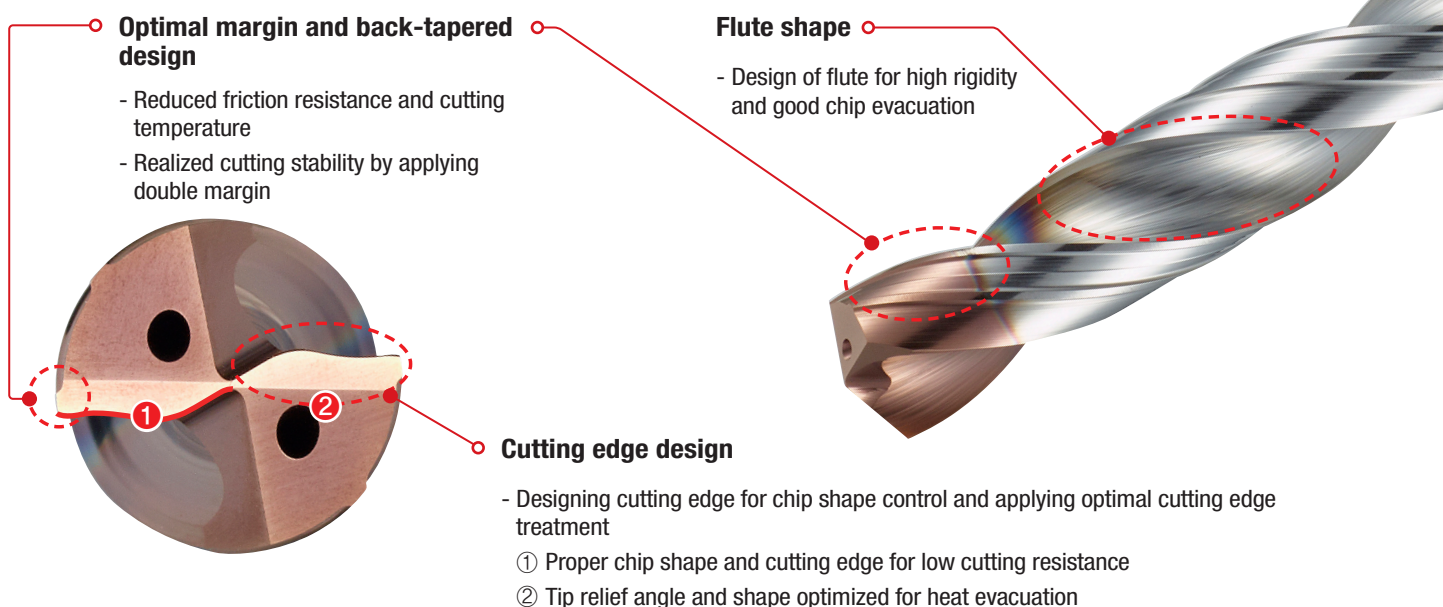 Optimal margin and back-tapered
design
- Reduced friction resistance and cutting
temperature
- Realized cutting stability by applying
double margin
Flute shape
- Design of flute for high rigidity
and good chip evacuation
1
2
Cutting edge design
- Designing cutting edge for chip shape control and applying optimal cutting edge
treatment
① Proper chip shape and cutting edge for low cutting resistance
② Tip relief angle and shape optimized for heat evacuation